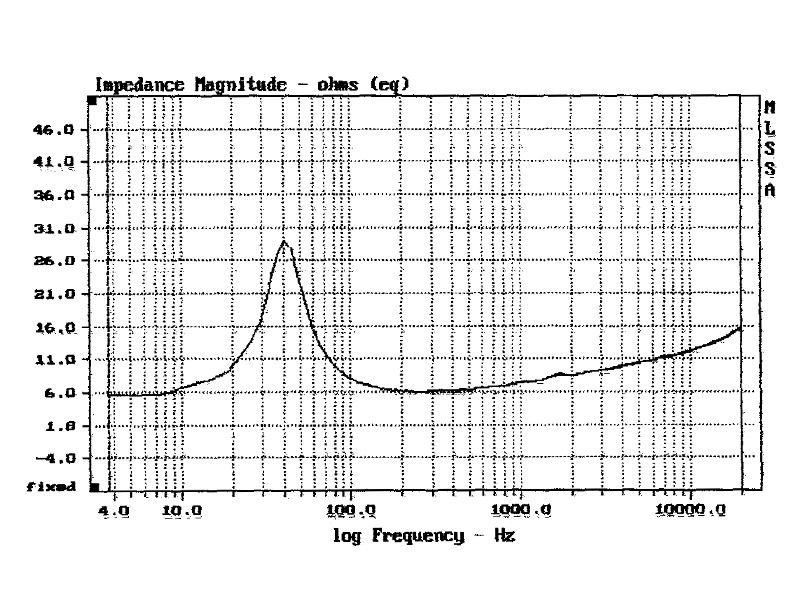 Impedance Magnitude - ohms (eq)
MLSSA
46.0
41.0
36.0
31.0
26.0
21.0
16.0
11.0
6.0
1.0
-4.0
fixmd
4.0 10.0 100.0 1000.0 10000.0
log Frequency - Hz